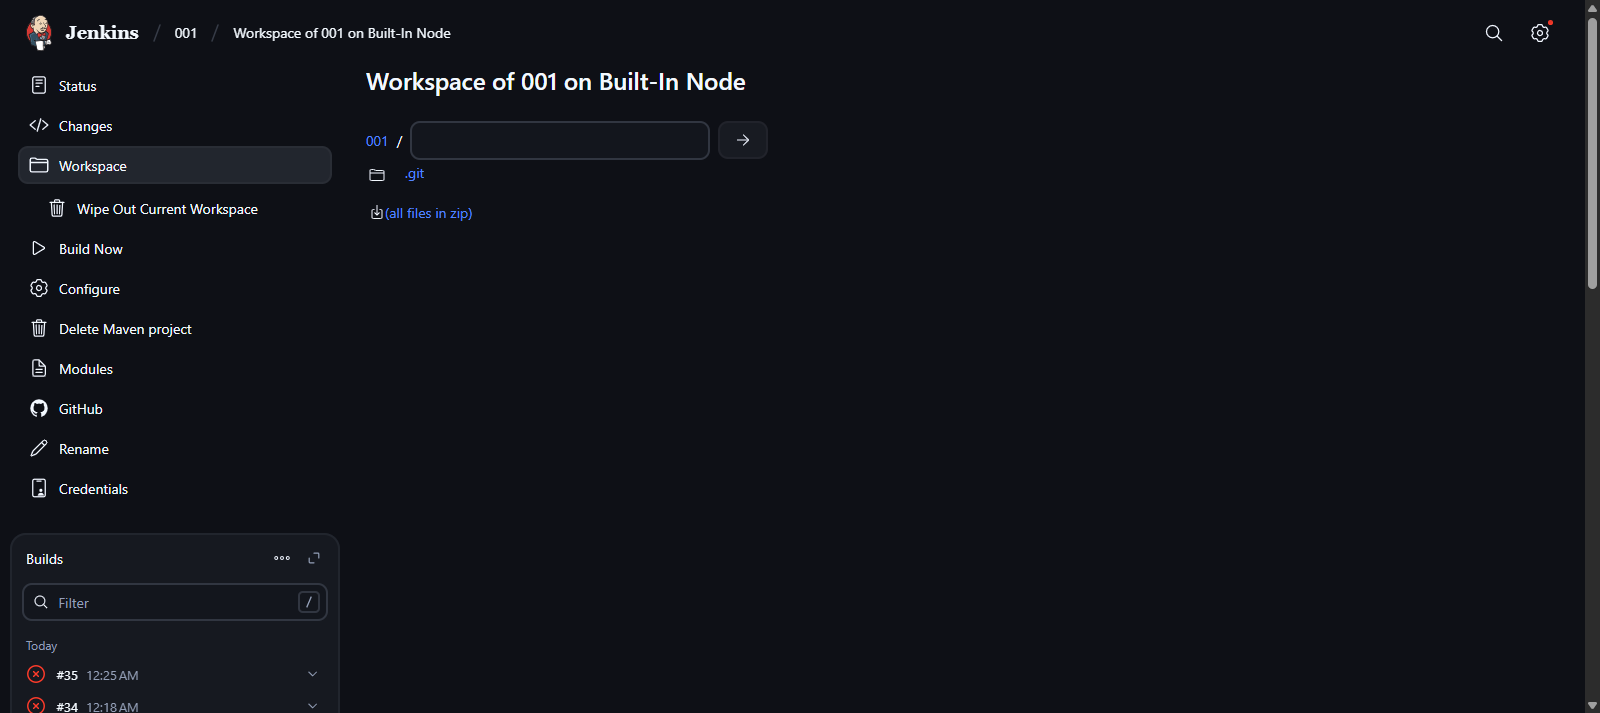 Jenkins / 001 / Workspace of 001 on Built-In Node
Status
Changes
Workspace
Wipe Out Current Workspace
Build Now
Configure
Delete Maven project
Modules
GitHub
Rename
Credentials
Builds
Filter /
Today
#35 12:25 AM
#34 12:18 AM
Workspace of 001 on Built-In Node
001 /
.git
(all files in zip)